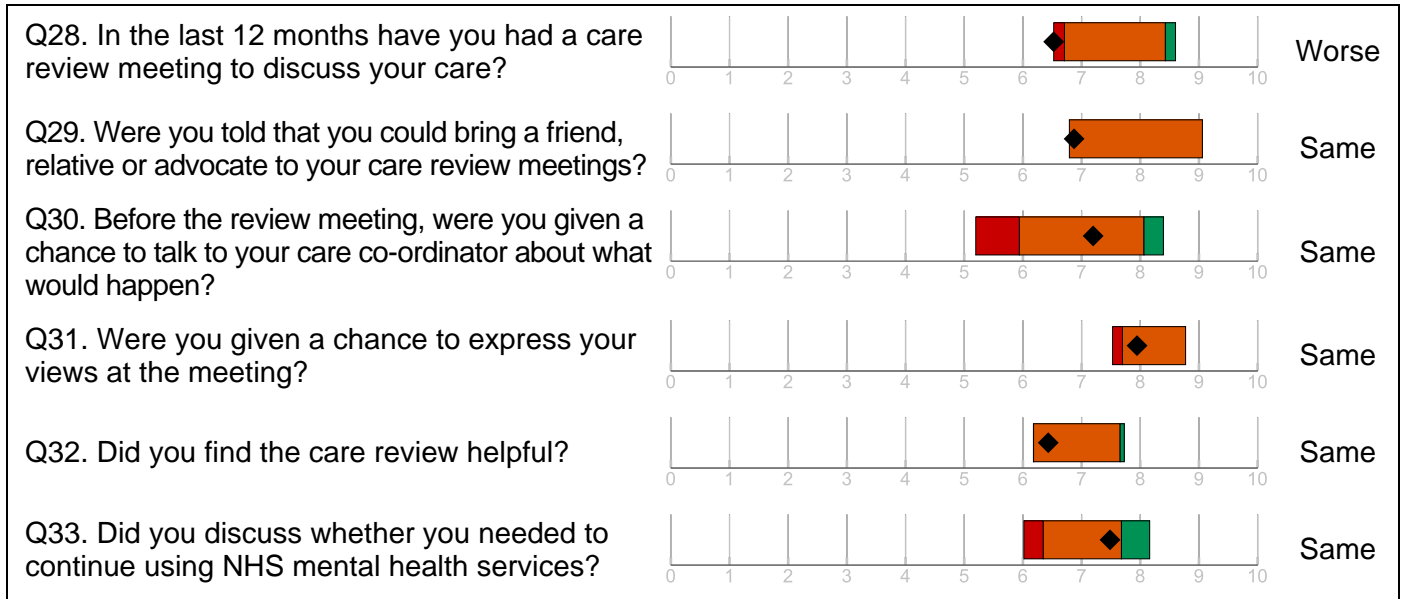 Q28. In the last 12 months have you had a care
review meeting to discuss your care?
0 1 2 3 4 5 6 7 8 9 10
Worse
Q29. Were you told that you could bring a friend,
relative or advocate to your care review meetings?
0 1 2 3 4 5 6 7 8 9 10
Same
Q30. Before the review meeting, were you given a
chance to talk to your care co-ordinator about what
would happen?
0 1 2 3 4 5 6 7 8 9 10
Same
Q31. Were you given a chance to express your
views at the meeting?
0 1 2 3 4 5 6 7 8 9 10
Same
Q32. Did you find the care review helpful?
0 1 2 3 4 5 6 7 8 9 10
Same
Q33. Did you discuss whether you needed to
continue using NHS mental health services?
0 1 2 3 4 5 6 7 8 9 10
Same